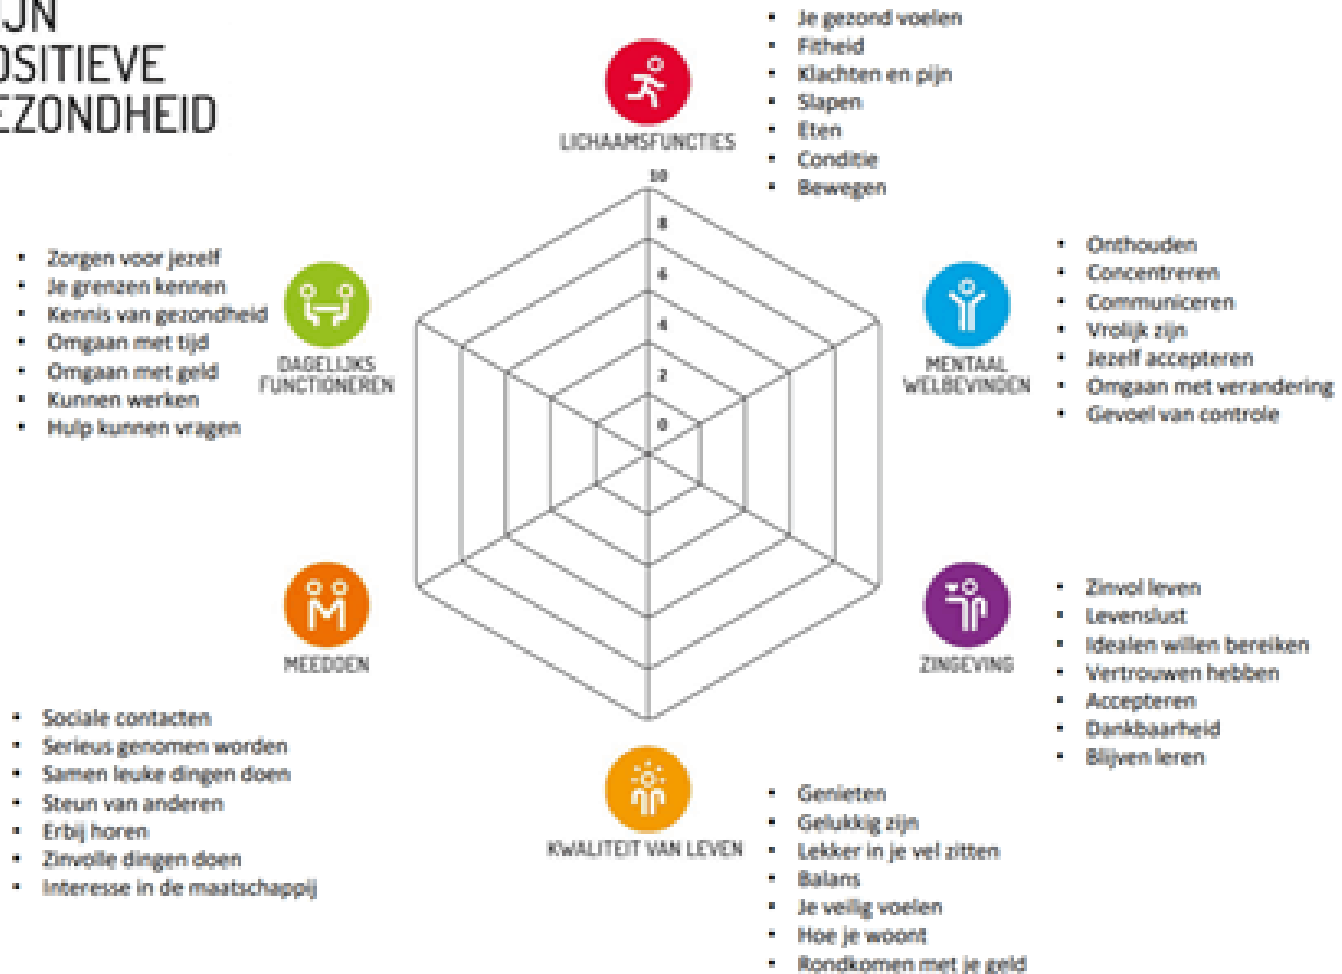 IJN
OSITIEVE
EZONDHEID
LICHAAMSFUNCTIES
• Je gezond voelen
• Fitheid
• Klachten en pijn
• Slapen
• Eten
• Conditie
• Bewegen
10
8
6
4
2
0
• Zorgen voor jezelf
• Je grenzen kennen
• Kennis van gezondheid
• Omgaan met tijd
• Omgaan met geld
• Kunnen werken
• Hulp kunnen vragen
DAGELIJKS
FUNCTIONEREN
MENTAAL
WELBEVINDEN
• Onthouden
• Concentreren
• Communiceren
• Vrolijk zijn
• Jezelf accepteren
• Omgaan met verandering
• Gevoel van controle
MEEDOEN
• Sociale contacten
• Serieus genomen worden
• Samen leuke dingen doen
• Steun van anderen
• Erbij horen
• Zinvolle dingen doen
• Interesse in de maatschappij
ZINGEVING
• Zinvol leven
• Levenslust
• Idealen willen bereiken
• Vertrouwen hebben
• Accepteren
• Dankbaarheid
• Blijven leren
KWALITEIT VAN LEVEN
• Genieten
• Gelukkig zijn
• Lekker in je vel zitten
• Balans
• Je veilig voelen
• Hoe je woont
• Rondkomen met je geld